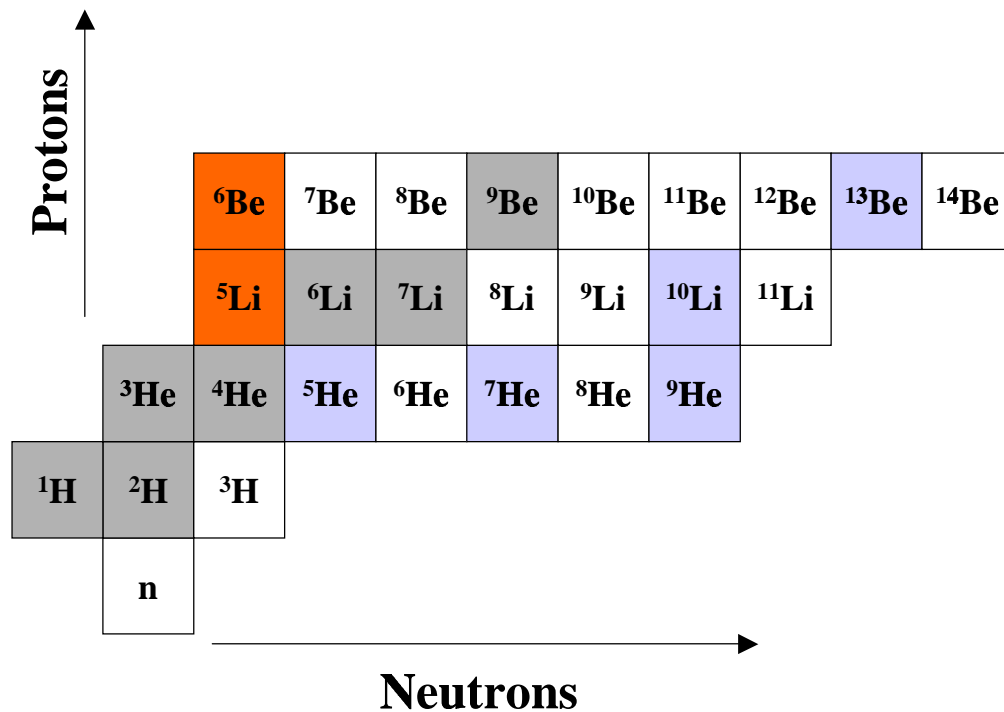 Protons
⁶Be ⁷Be ⁸Be ⁹Be ¹⁰Be ¹¹Be ¹²Be ¹³Be ¹⁴Be
⁵Li ⁶Li ⁷Li ⁸Li ⁹Li ¹⁰Li ¹¹Li
³He ⁴He ⁵He ⁶He ⁷He ⁸He ⁹He
¹H ²H ³H
n
Neutrons